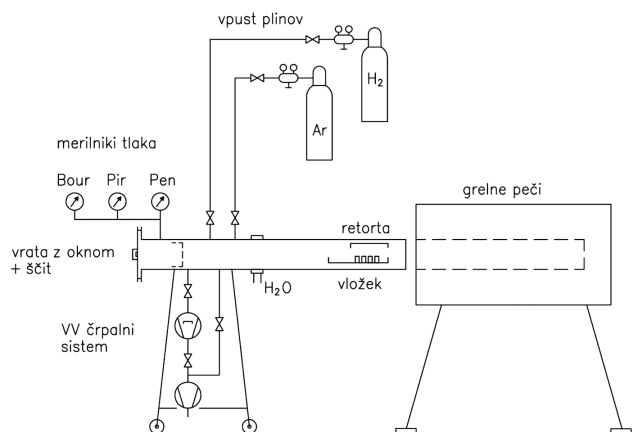 vpust plinov
H₂
Ar
merilniki tlaka
Bour Pir Pen
grelne peči
retorta
vrata z oknom
+ ščit
H₂O
vložek
VV črpalni
sistem